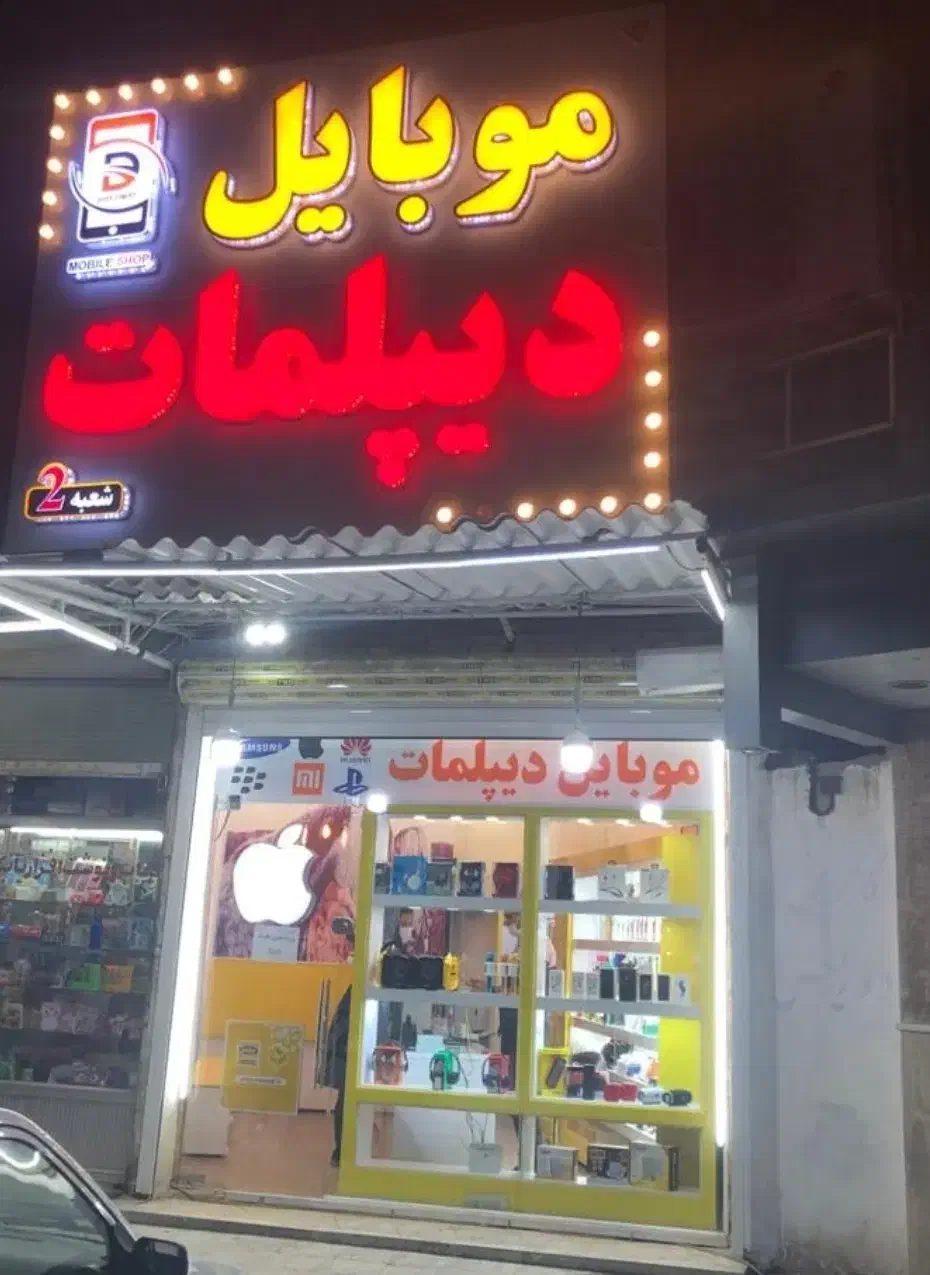 موبایل
MOBILE SHOP
دیپلمات
شعبه 2
SAMSUNG
HUAWEI
موبایل دیپلمات
mi